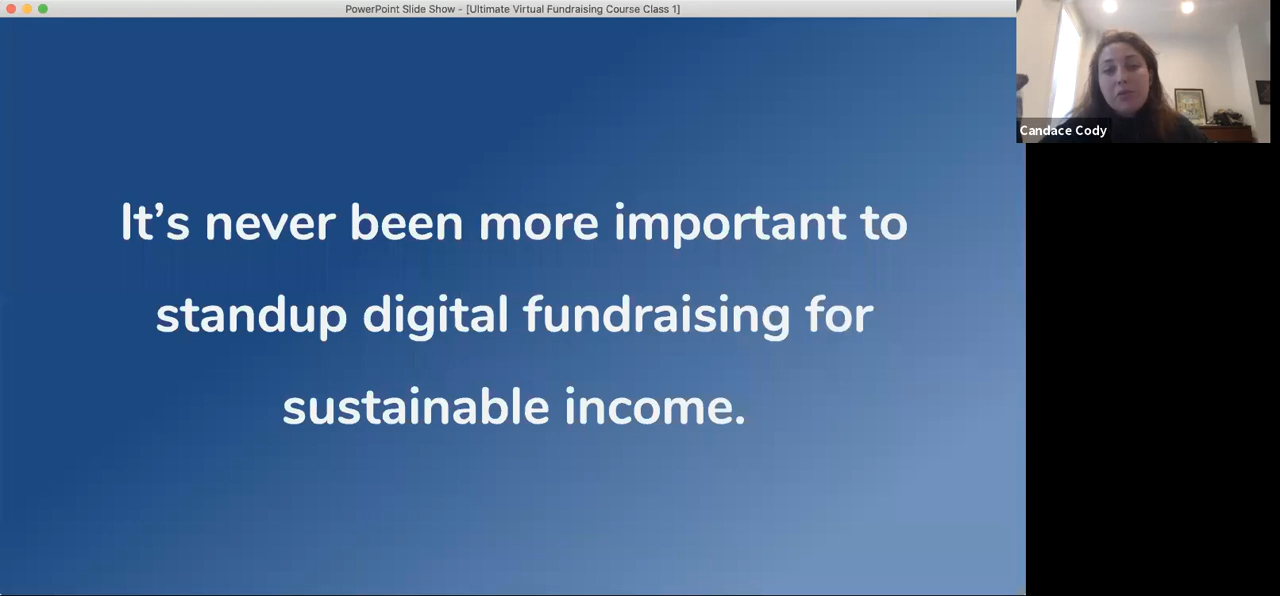 PowerPoint Slide Show - [Ultimate Virtual Fundraising Course Class 1]
Candace Cody
It’s never been more important to
standup digital fundraising for
sustainable income.